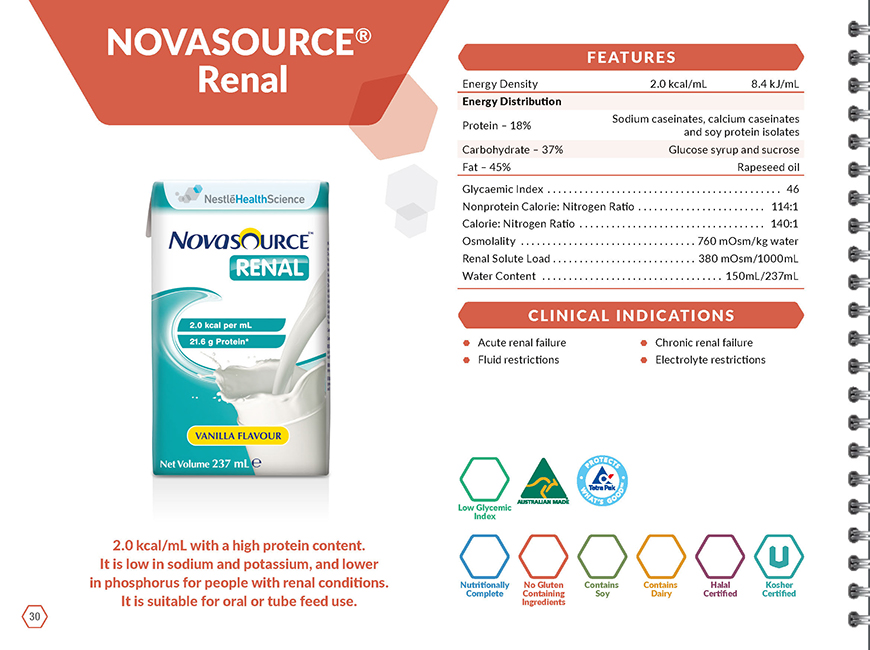 NOVASOURCE®
Renal
NestléHealthScience
NOVASOURCE™
RENAL
2.0 kcal per mL
21.6 g Protein*
VANILLA FLAVOUR
Net Volume 237 mL ℮
2.0 kcal/mL with a high protein content.
It is low in sodium and potassium, and lower
in phosphorus for people with renal conditions.
It is suitable for oral or tube feed use.
30
FEATURES
Energy Density 2.0 kcal/mL 8.4 kJ/mL
Energy Distribution
Protein – 18% Sodium caseinates, calcium caseinates
and soy protein isolates
Carbohydrate – 37% Glucose syrup and sucrose
Fat – 45% Rapeseed oil
Glycaemic Index 46
Nonprotein Calorie: Nitrogen Ratio 114:1
Calorie: Nitrogen Ratio 140:1
Osmolality 760 mOsm/kg water
Renal Solute Load 380 mOsm/1000mL
Water Content 150mL/237mL
CLINICAL INDICATIONS
Acute renal failure
Fluid restrictions
Chronic renal failure
Electrolyte restrictions
Low Glycemic
Index
AUSTRALIAN MADE
PROTECTS
Tetra Pak
WHAT'S GOOD
Nutritionally
Complete
No Gluten
Containing
Ingredients
Contains
Soy
Contains
Dairy
Halal
Certified
U
Kosher
Certified